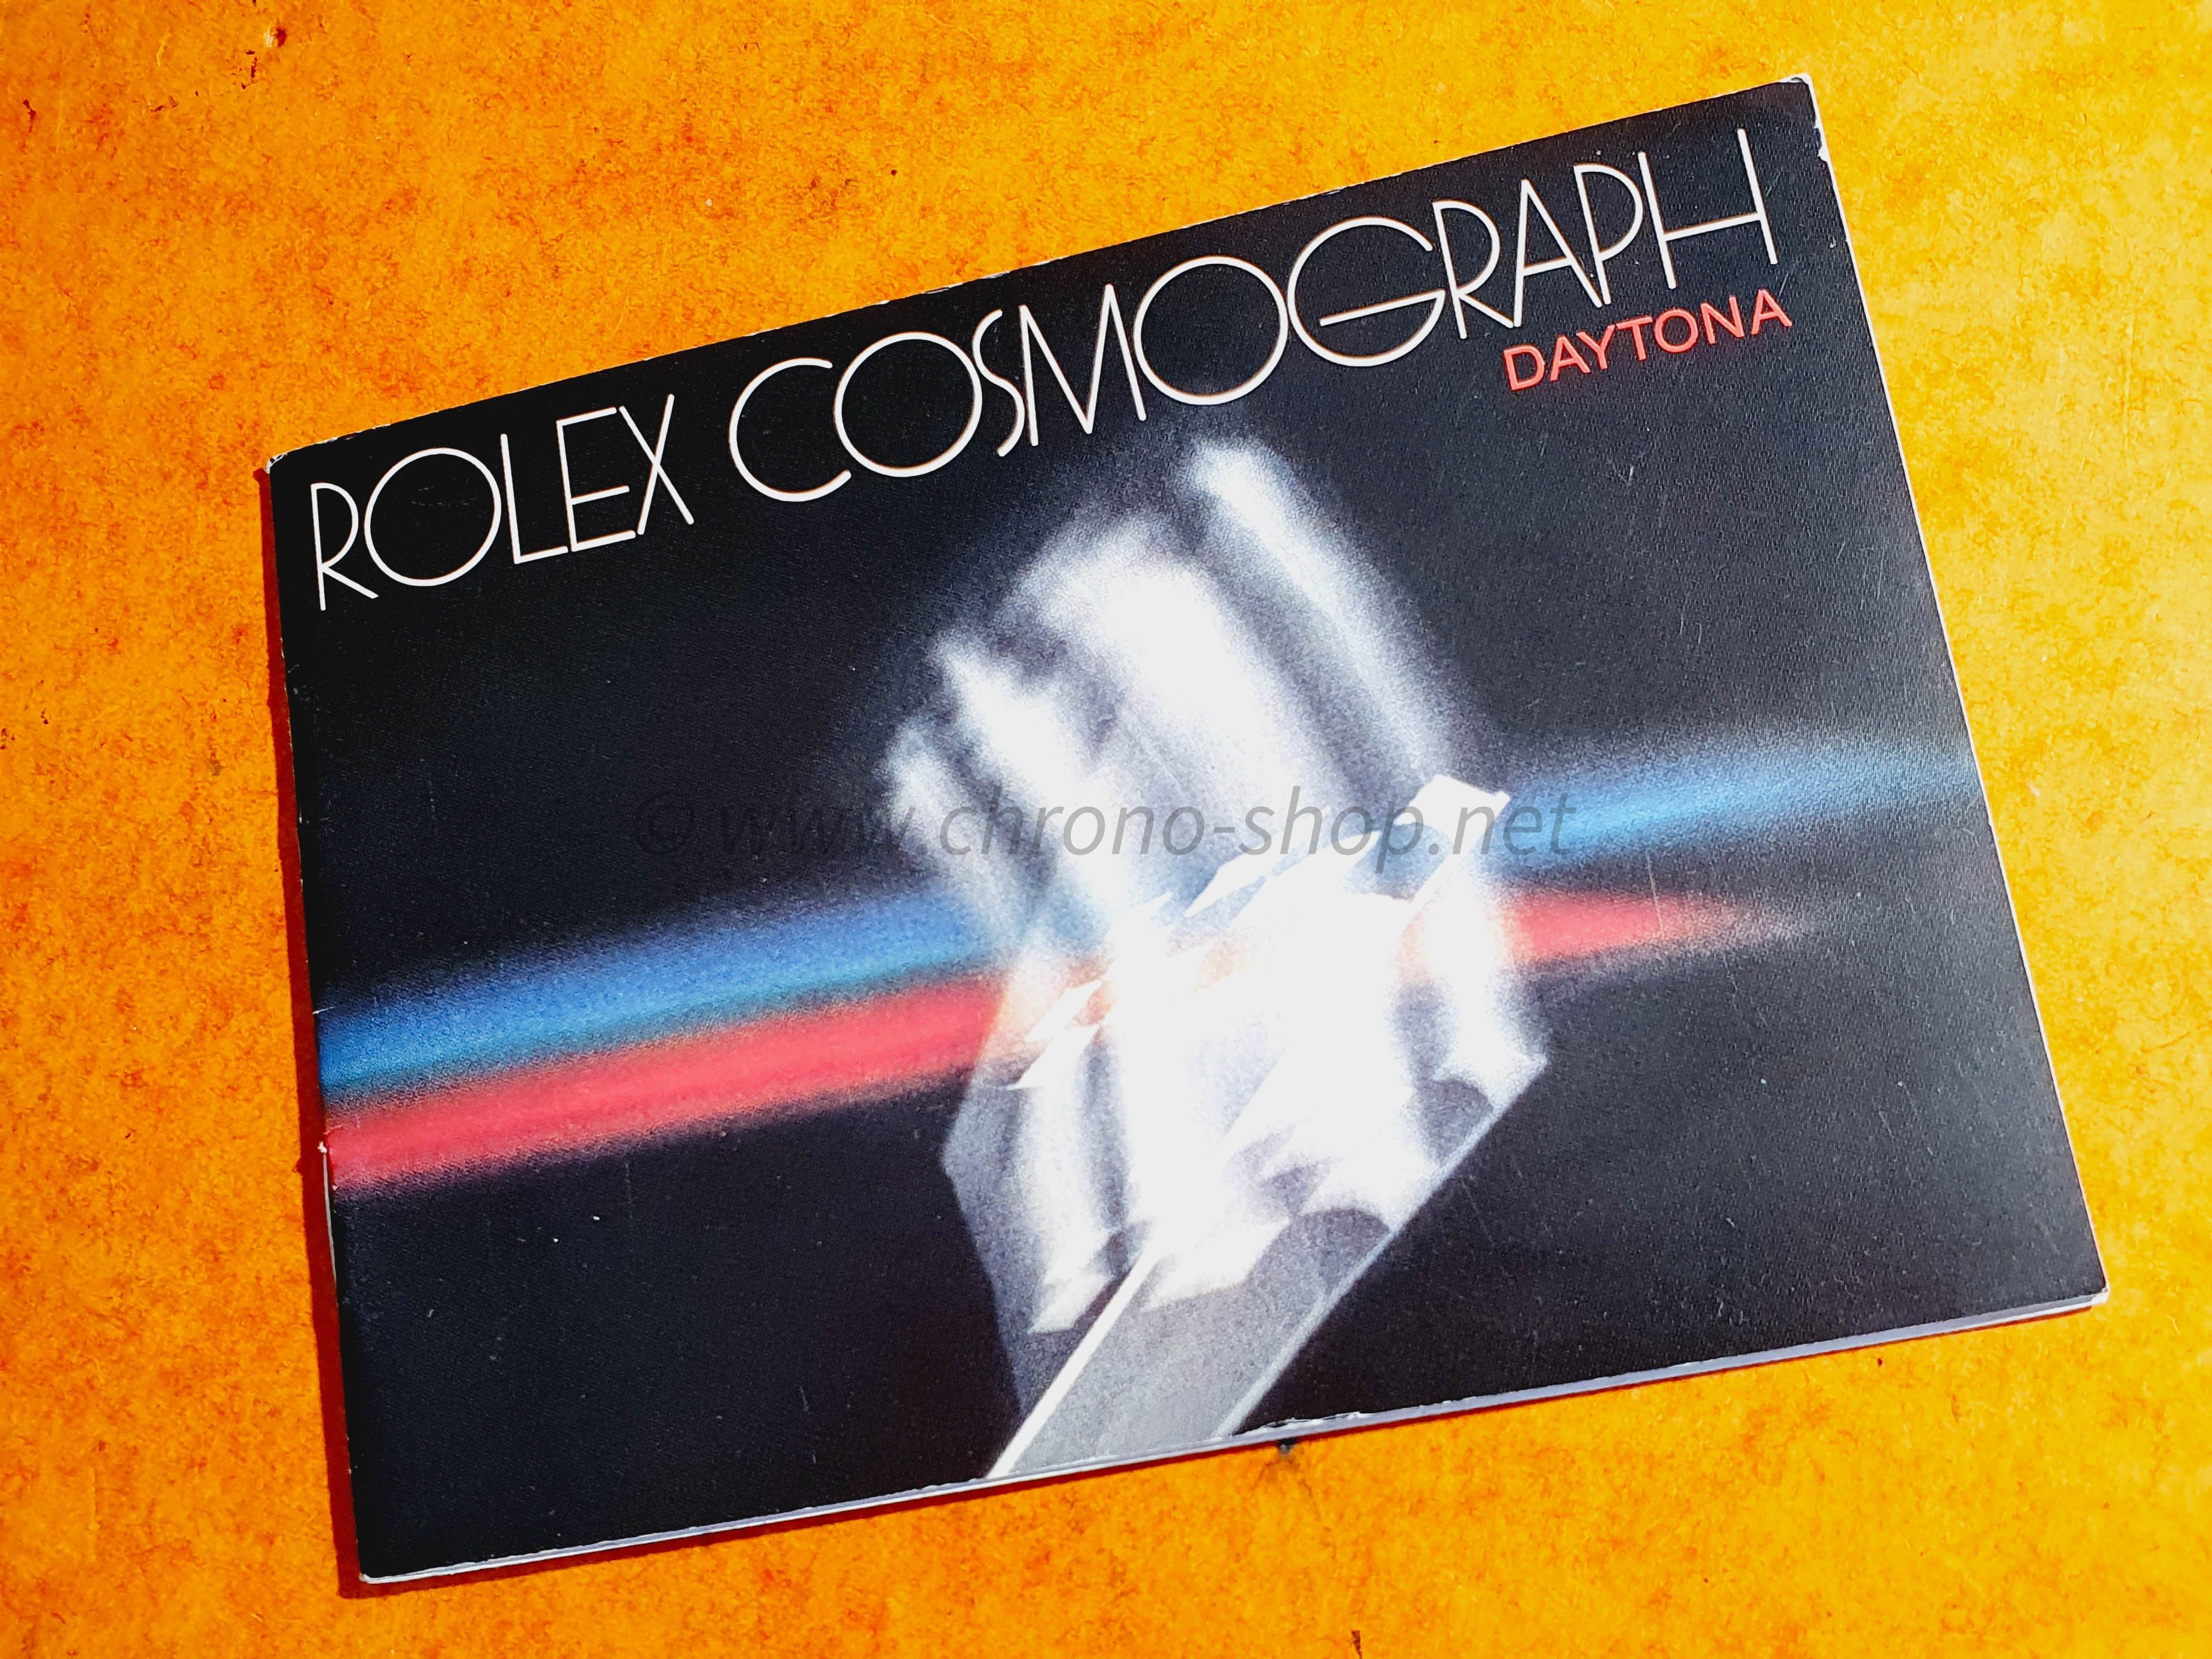 ROLEX COSMOGRAPH
DAYTONA
© www.chrono-shop.net